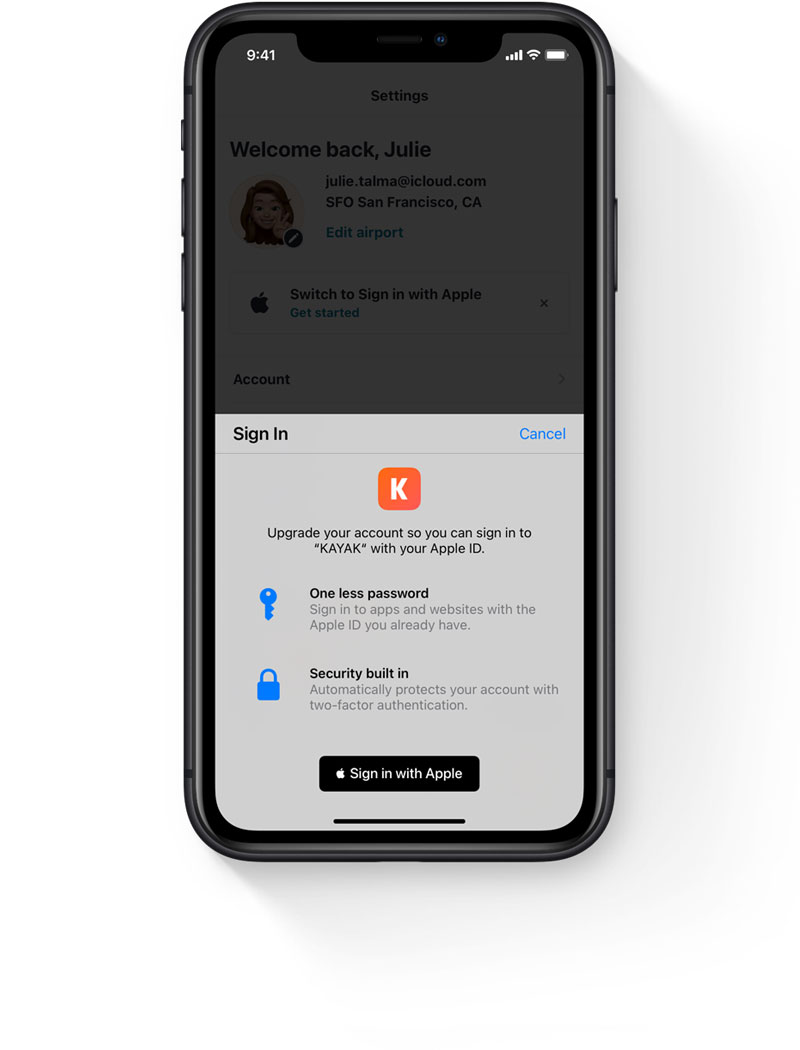 9:41
Settings
Welcome back, Julie
julie.talma@icloud.com
SFO San Francisco, CA
Edit airport
Switch to Sign in with Apple
Get started
Account
Sign In
Cancel
K
Upgrade your account so you can sign in to
“KAYAK“ with your Apple ID.
One less password
Sign in to apps and websites with the
Apple ID you already have.
Security built in
Automatically protects your account with
two-factor authentication.
Sign in with Apple